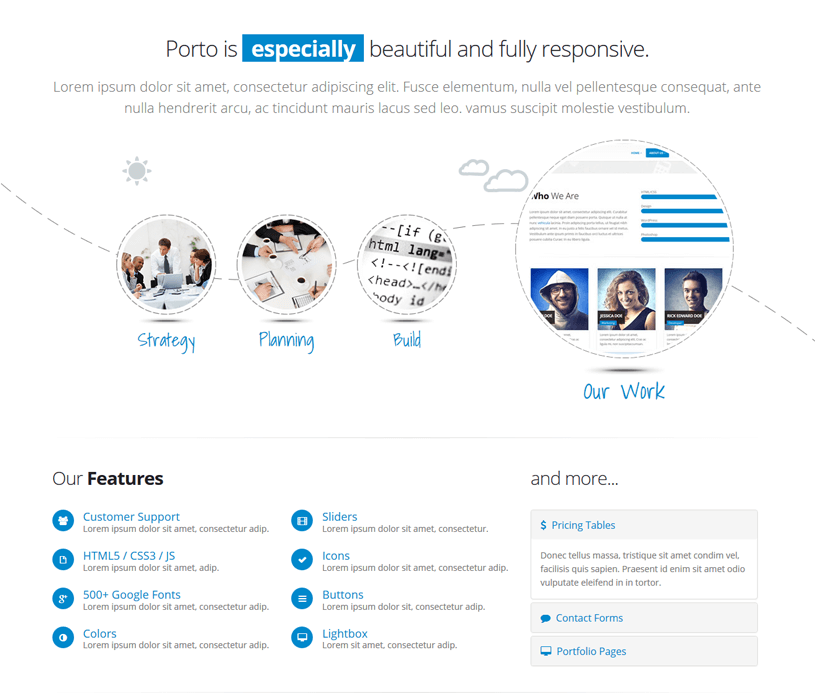 Porto is especially beautiful and fully responsive.
Lorem ipsum dolor sit amet, consectetur adipiscing elit. Fusce elementum, nulla vel pellentesque consequat, ante
nulla hendrerit arcu, ac tincidunt mauris lacus sed leo. vamus suscipit molestie vestibulum.
HOME
ABOUT US
Who We Are
--[if (g
html lang="
<!--<![endi
<head>…</h
body id
JESSICA DOE
RICK EDWARD DOE
DOE
Strategy
Planning
Build
Our Work
Our Features
Customer Support
Lorem ipsum dolor sit amet, consectetur adip.
HTML5 / CSS3 / JS
Lorem ipsum dolor sit amet, adip.
500+ Google Fonts
Lorem ipsum dolor sit amet, consectetur adip.
Colors
Lorem ipsum dolor sit amet, consectetur adip.
Sliders
Lorem ipsum dolor sit amet, consectetur.
Icons
Lorem ipsum dolor sit amet, consectetur adip.
Buttons
Lorem ipsum dolor sit, consectetur adip.
Lightbox
Lorem ipsum dolor sit amet, consectetur adip.
and more...
$ Pricing Tables
Donec tellus massa, tristique sit amet condim vel,
facilisis quis sapien. Praesent id enim sit amet odio
vulputate eleifend in in tortor.
Contact Forms
Portfolio Pages